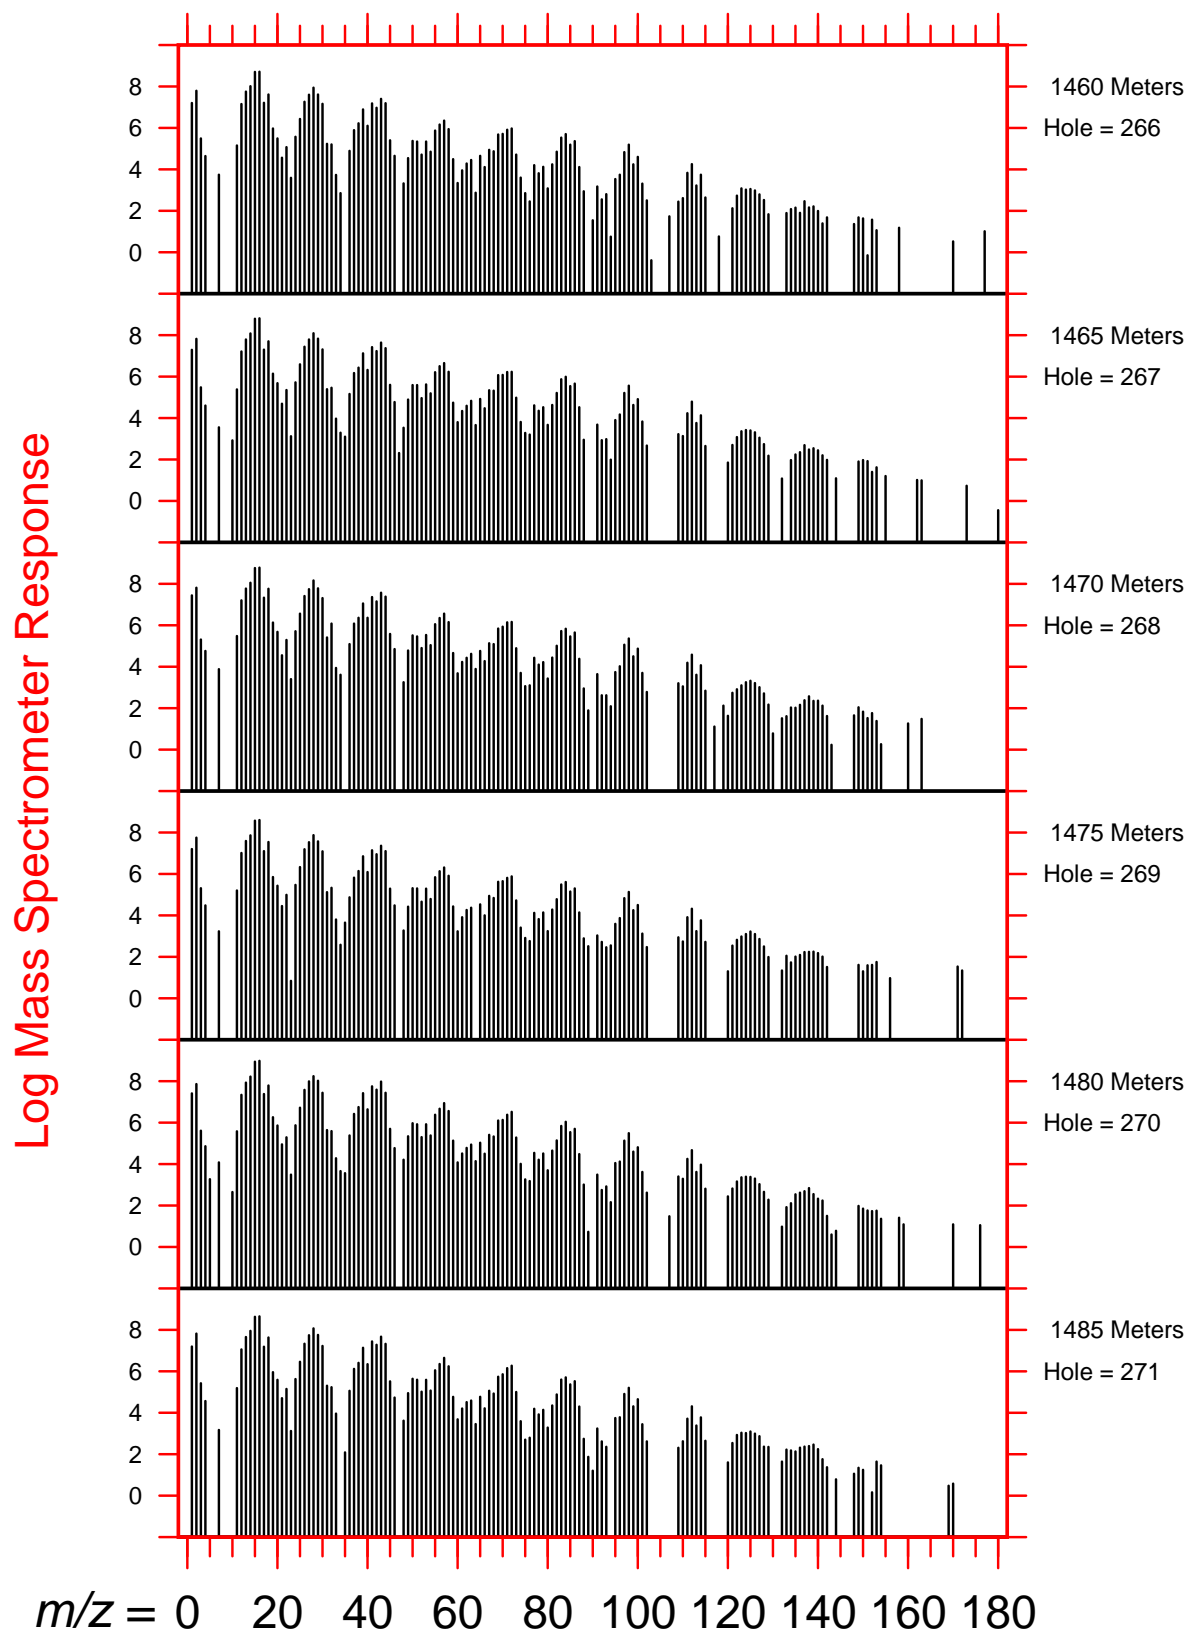 Log Mass Spectrometer Response
8
6
4
2
0
1460 Meters
Hole = 266
8
6
4
2
0
1465 Meters
Hole = 267
8
6
4
2
0
1470 Meters
Hole = 268
8
6
4
2
0
1475 Meters
Hole = 269
8
6
4
2
0
1480 Meters
Hole = 270
8
6
4
2
0
1485 Meters
Hole = 271
m/z = 0 20 40 60 80 100 120 140 160 180